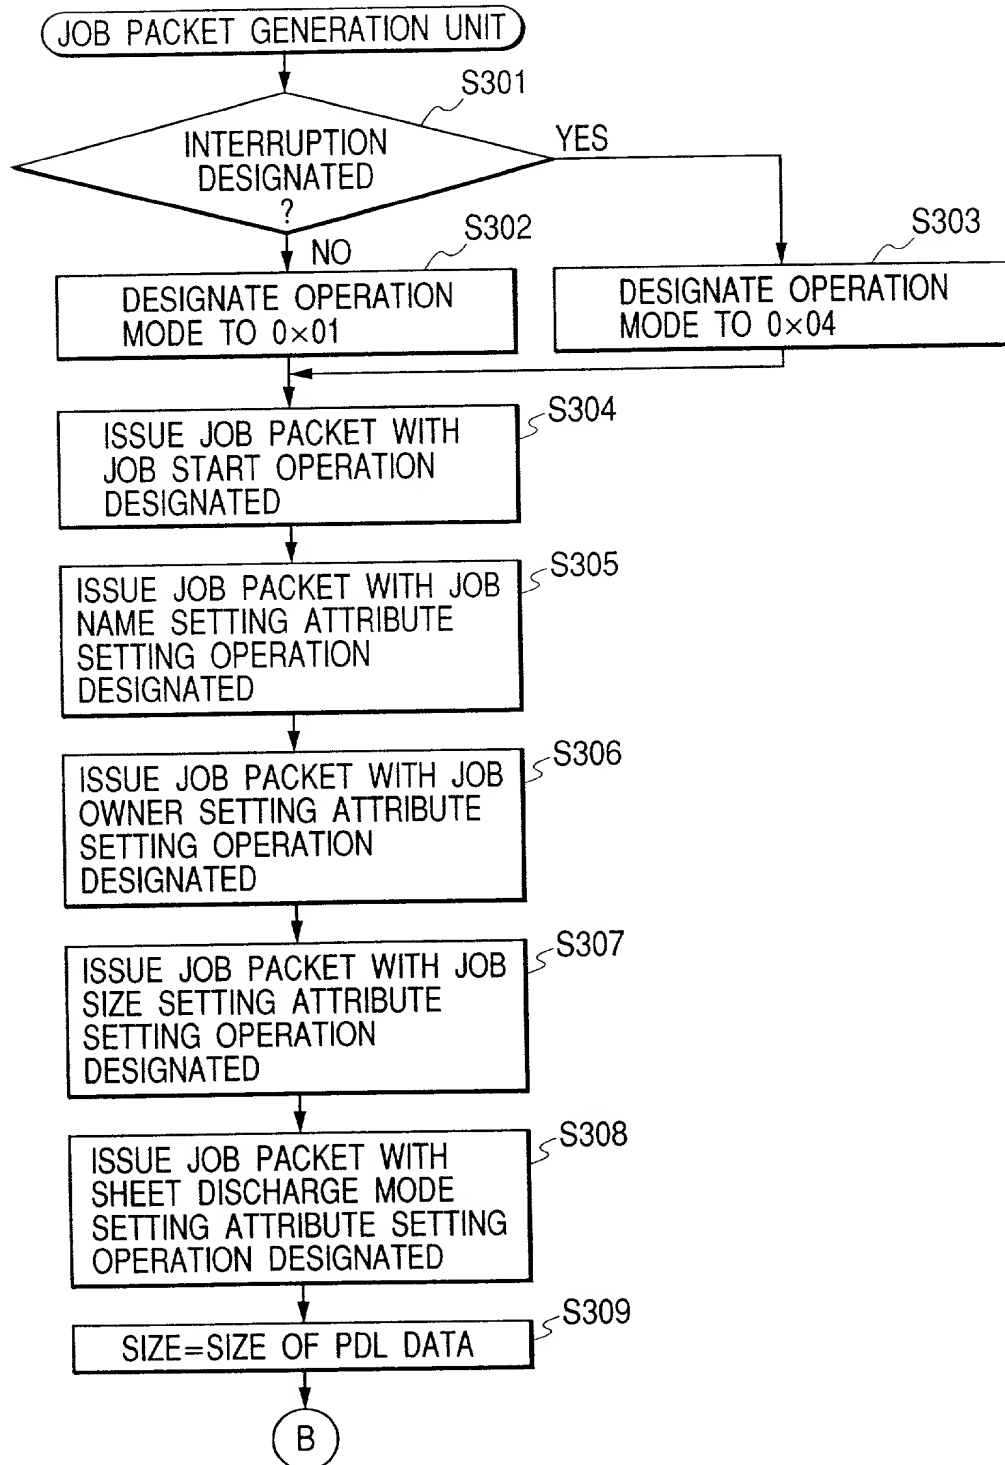 JOB PACKET GENERATION UNIT
S301
INTERRUPTION
DESIGNATED
?
YES
NO
S302
DESIGNATE OPERATION
MODE TO 0×01
S303
DESIGNATE OPERATION
MODE TO 0×04
S304
ISSUE JOB PACKET WITH
JOB START OPERATION
DESIGNATED
S305
ISSUE JOB PACKET WITH JOB
NAME SETTING ATTRIBUTE
SETTING OPERATION
DESIGNATED
S306
ISSUE JOB PACKET WITH JOB
OWNER SETTING ATTRIBUTE
SETTING OPERATION
DESIGNATED
S307
ISSUE JOB PACKET WITH JOB
SIZE SETTING ATTRIBUTE
SETTING OPERATION
DESIGNATED
S308
ISSUE JOB PACKET WITH
SHEET DISCHARGE MODE
SETTING ATTRIBUTE SETTING
OPERATION DESIGNATED
S309
SIZE=SIZE OF PDL DATA
B